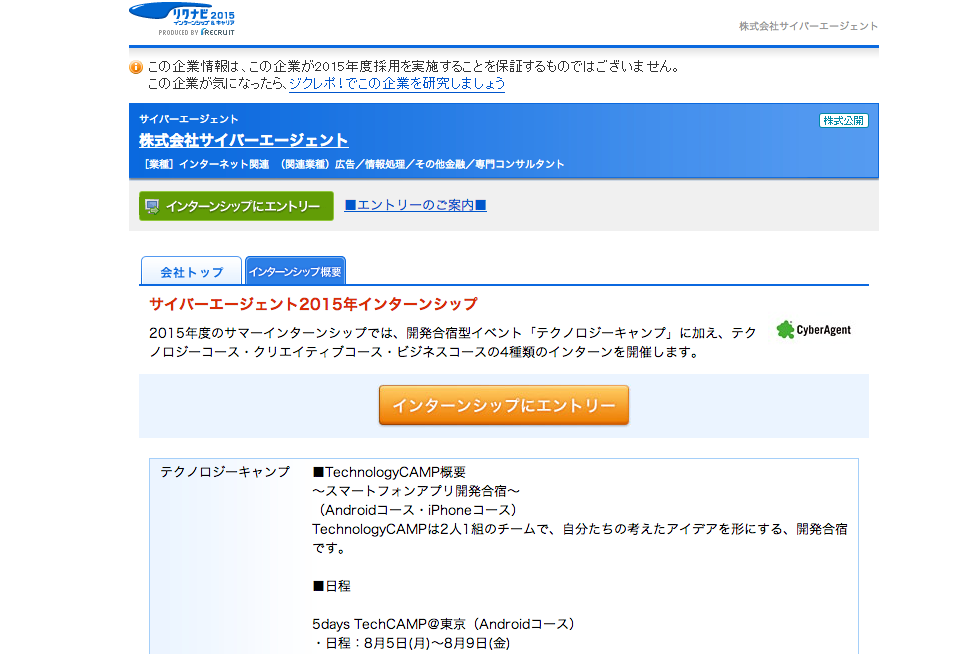 リクナビ2015
インターンシップ&キャリア
PRODUCED BY RECRUIT
株式会社サイバーエージェント
この企業情報は、この企業が2015年度採用を実施することを保証するものではございません。
この企業が気になったら、ジクレポ!でこの企業を研究しましょう
サイバーエージェント
株式公開
株式会社サイバーエージェント
［業種］インターネット関連 （関連業種）広告／情報処理／その他金融／専門コンサルタント
インターンシップにエントリー ■エントリーのご案内■
会社トップ インターンシップ概要
サイバーエージェント2015年インターンシップ
2015年度のサマーインターンシップでは、開発合宿型イベント「テクノロジーキャンプ」に加え、テク
ノロジーコース・クリエイティブコース・ビジネスコースの4種類のインターンを開催します。
CyberAgent
インターンシップにエントリー
テクノロジーキャンプ ■TechnologyCAMP概要
～スマートフォンアプリ開発合宿～
（Androidコース・iPhoneコース）
TechnologyCAMPは2人1組のチームで、自分たちの考えたアイデアを形にする、開発合宿
です。
■日程
5days TechCAMP@東京（Androidコース）
・日程：8月5日(月)～8月9日(金)